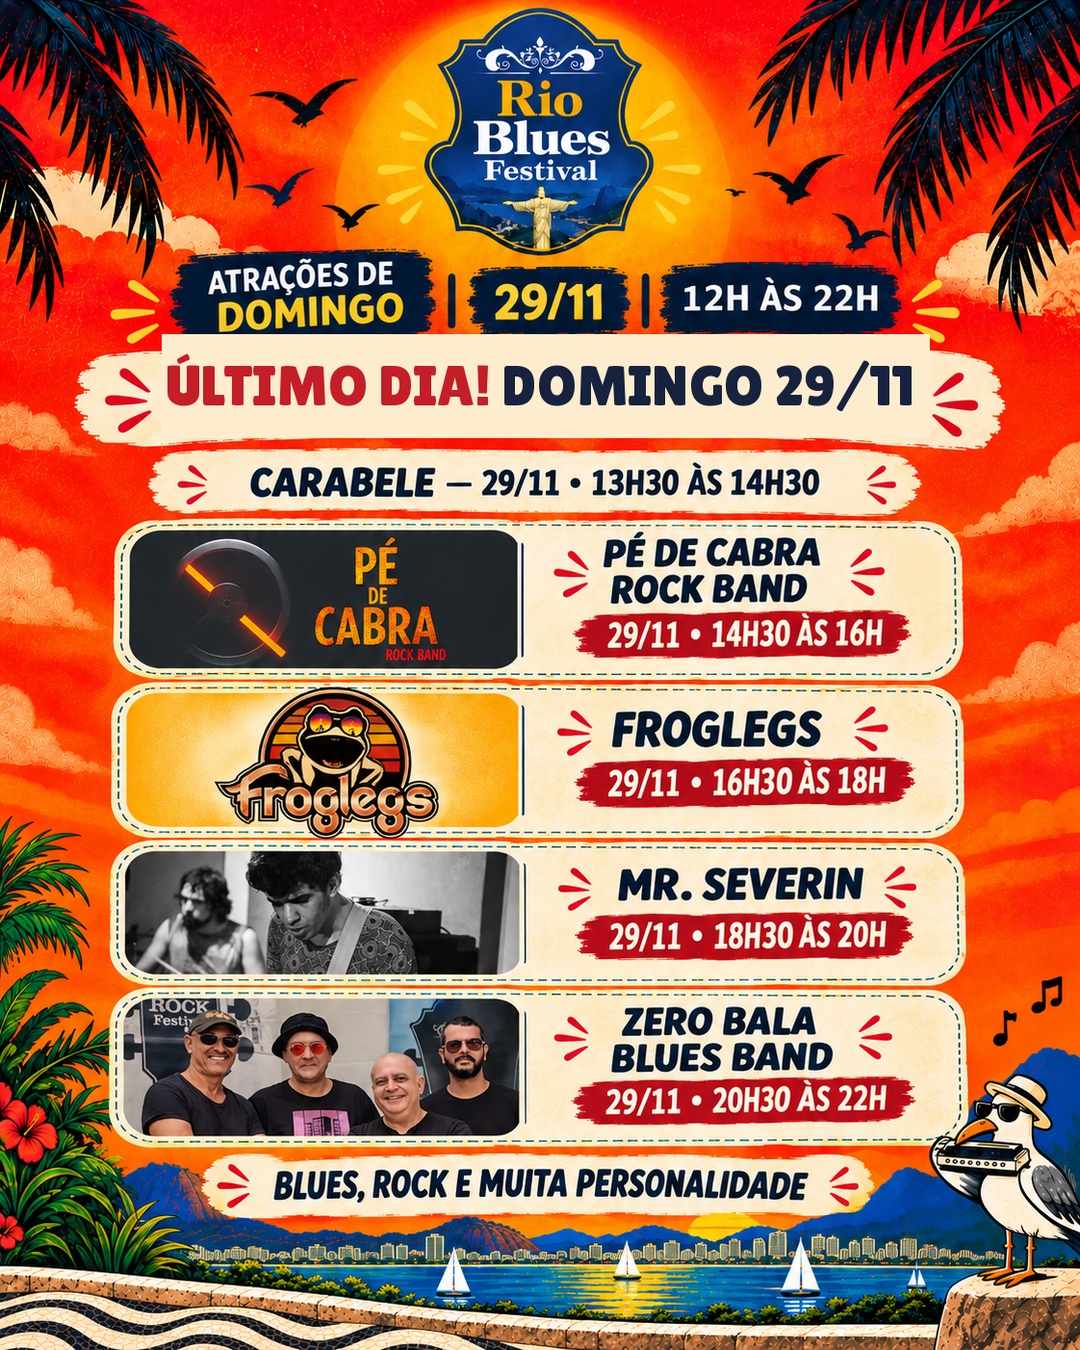 Rio
Blues
Festival
ATRAÇÕES DE
DOMINGO
29/11
12H ÀS 22H
ÚLTIMO DIA! DOMINGO 29/11
CARABELE — 29/11 • 13H30 ÀS 14H30
PÉ
DE
CABRA
ROCK BAND
PÉ DE CABRA
ROCK BAND
29/11 • 14H30 ÀS 16H
Froglegs
FROGLEGS
29/11 • 16H30 ÀS 18H
MR. SEVERIN
29/11 • 18H30 ÀS 20H
ROCK
ZERO BALA
BLUES BAND
29/11 • 20H30 ÀS 22H
BLUES, ROCK E MUITA PERSONALIDADE